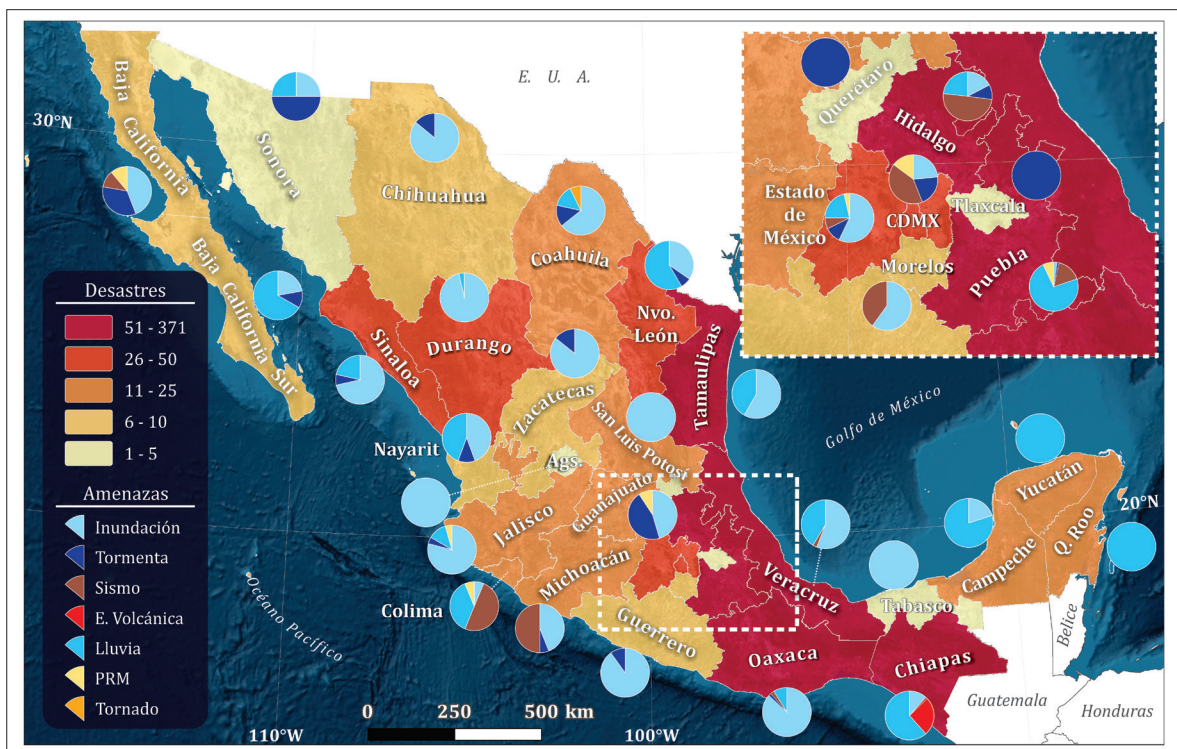 E. U. A.
30°N
Baja
California
Sonora
Chihuahua
Coahuila
Nvo.
León
Tamaulipas
Baja
California
Sur
Sinaloa
Durango
Zacatecas
San Luis Potosí
Nayarit
Ags.
Guanajuato
Jalisco
Michoacán
Colima
Guerrero
Veracruz
Oaxaca
Chiapas
Tabasco
Campeche
Yucatán
Q. Roo
Belice
Guatemala
Honduras
Golfo de México
Océano Pacífico
20°N
110°W
100°W
0 250 500 km
Querétaro
Hidalgo
Estado
de
México
CDMX
Tlaxcala
Morelos
Puebla
Desastres
51 - 371
26 - 50
11 - 25
6 - 10
1 - 5
Amenazas
Inundación
Tormenta
Sismo
E. Volcánica
Lluvia
PRM
Tornado